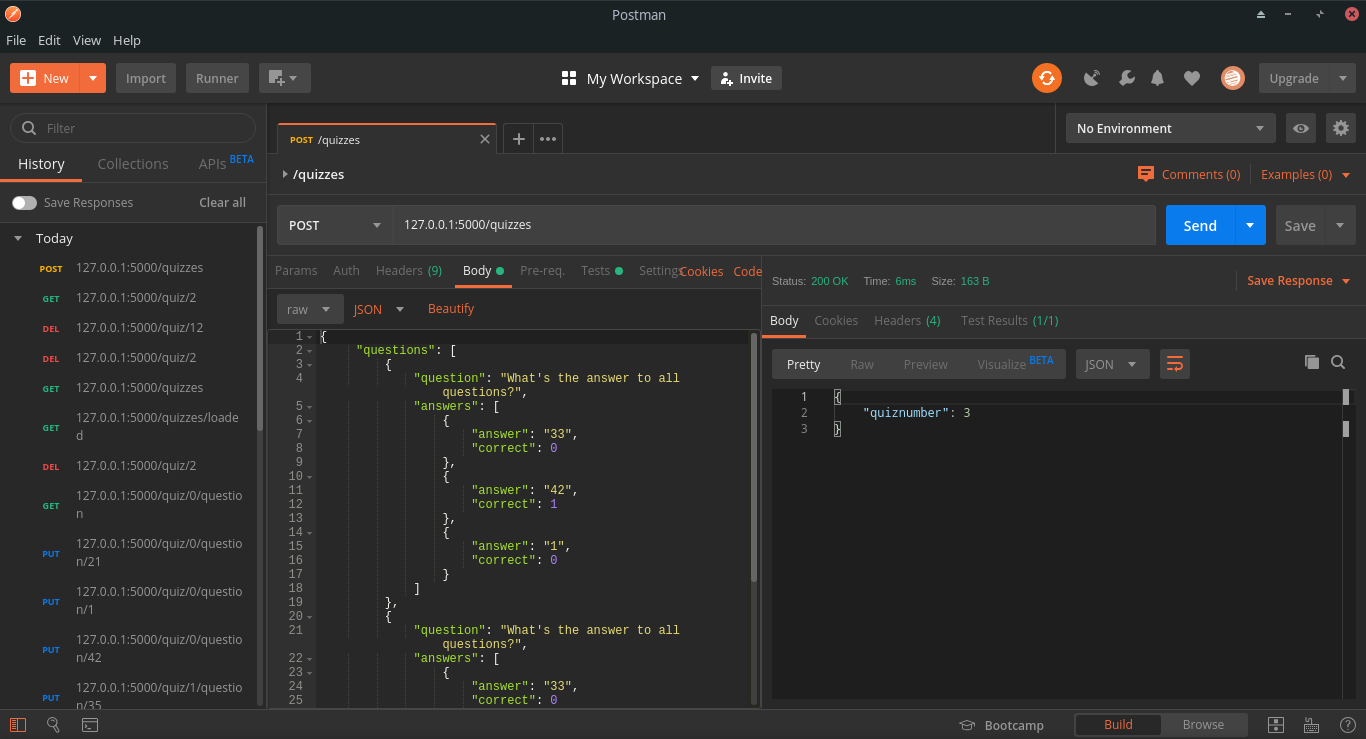 Postman
File Edit View Help
New
Import
Runner
My Workspace
Invite
Upgrade
Filter
History
Collections
APIs BETA
Save Responses
Clear all
Today
POST 127.0.0.1:5000/quizzes
GET 127.0.0.1:5000/quiz/2
DEL 127.0.0.1:5000/quiz/12
DEL 127.0.0.1:5000/quiz/2
GET 127.0.0.1:5000/quizzes
GET 127.0.0.1:5000/quizzes/loade
d
DEL 127.0.0.1:5000/quiz/2
GET 127.0.0.1:5000/quiz/0/questio
n
PUT 127.0.0.1:5000/quiz/0/questio
n/21
PUT 127.0.0.1:5000/quiz/0/questio
n/1
PUT 127.0.0.1:5000/quiz/0/questio
n/42
PUT 127.0.0.1:5000/quiz/1/questio
n/35
POST /quizzes
No Environment
/quizzes
Comments (0)
Examples (0)
POST
127.0.0.1:5000/quizzes
Send
Save
Params Auth Headers (9) Body Pre-req. Tests Settings Cookies Code
raw JSON Beautify
1 {
2 "questions": [
3 {
4 "question": "What's the answer to all
questions?",
5 "answers": [
6 {
7 "answer": "33",
8 "correct": 0
9 },
10 {
11 "answer": "42",
12 "correct": 1
13 },
14 {
15 "answer": "1",
16 "correct": 0
17 }
18 ]
19 },
20 {
21 "question": "What's the answer to all
questions?",
22 "answers": [
23 {
24 "answer": "33",
25 "correct": 0
Status: 200 OK Time: 6ms Size: 163 B
Save Response
Body Cookies Headers (4) Test Results (1/1)
Pretty Raw Preview Visualize BETA JSON
1 {
2 "quiznumber": 3
3 }
Bootcamp
Build
Browse